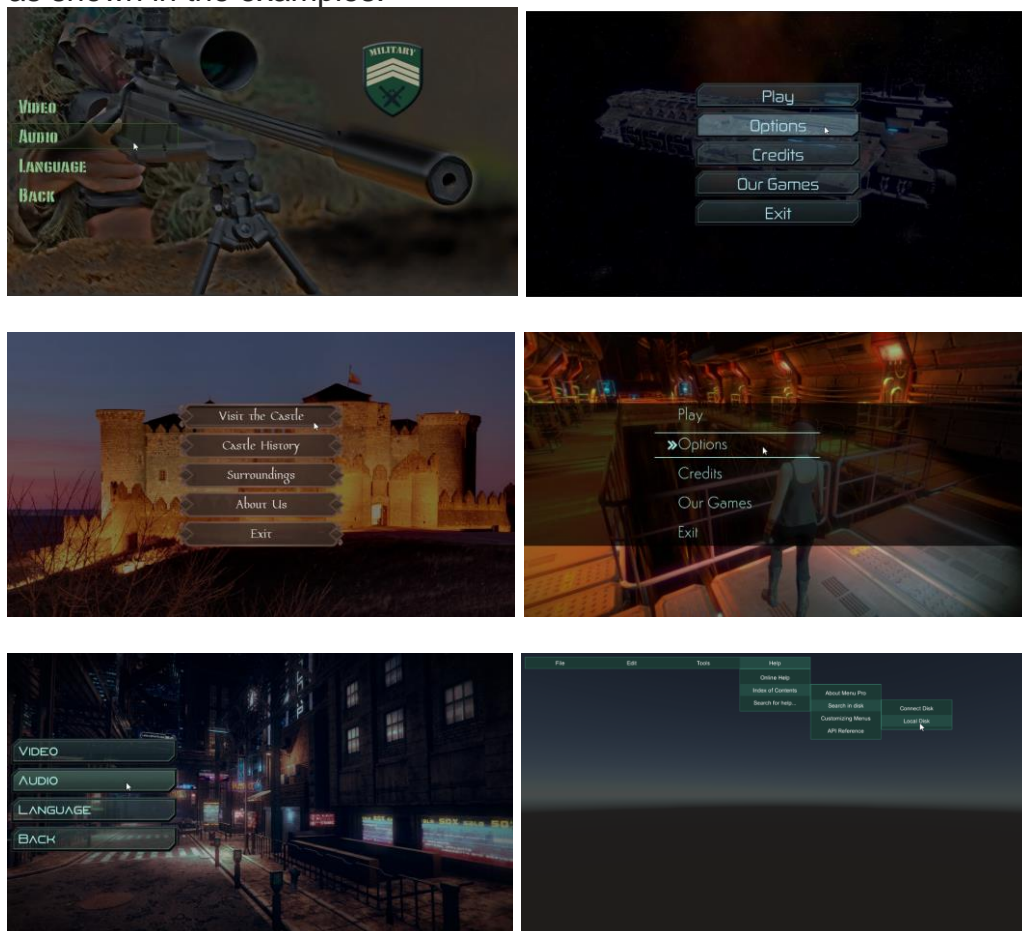 as shown in the examples.
MILITARY
VIDEO
AUDIO
LANGUAGE
BACK
Play
Options
Credits
Our Games
Exit
Visit the Castle
Castle History
Surroundings
About Us
Exit
Play
»Options
Credits
Our Games
Exit
VIDEO
AUDIO
LANGUAGE
BACK
File Edit Tools Help
Online Help
Index of Contents
Search for help...
About Menu Pro
Search in disk
Customizing Menus
API Reference
Connect Disk
Local Disk